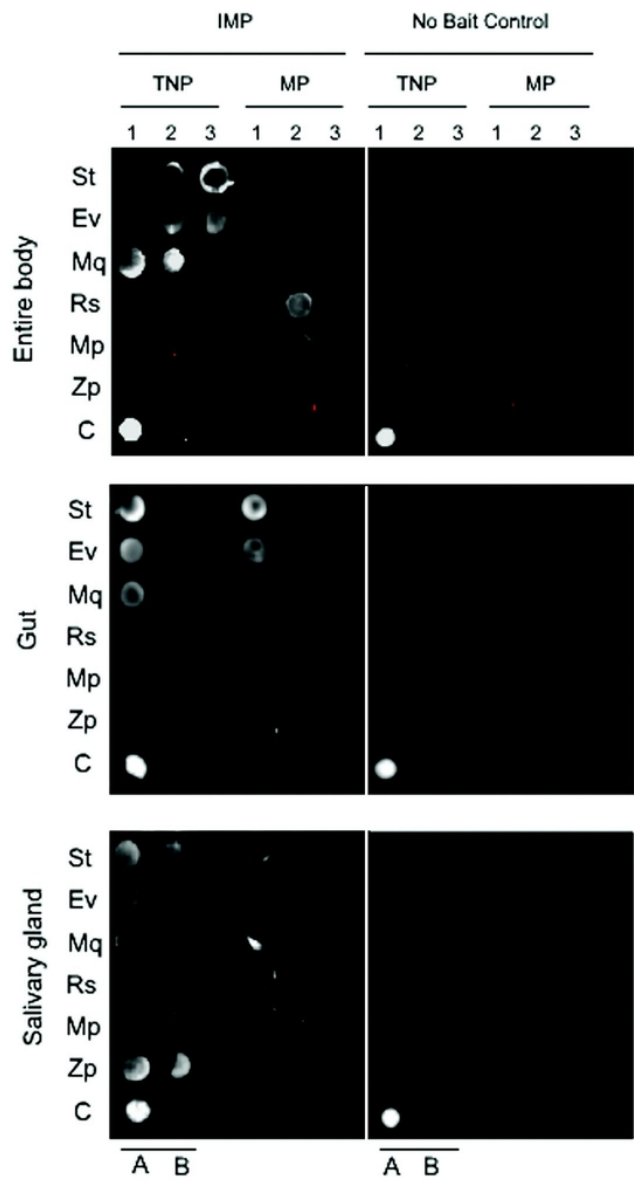 IMP No Bait Control
TNP MP TNP MP
1 2 3 1 2 3 1 2 3 1 2 3
Entire body
St
Ev
Mq
Rs
Mp
Zp
C
Gut
St
Ev
Mq
Rs
Mp
Zp
C
Salivary gland
St
Ev
Mq
Rs
Mp
Zp
C
A B A B